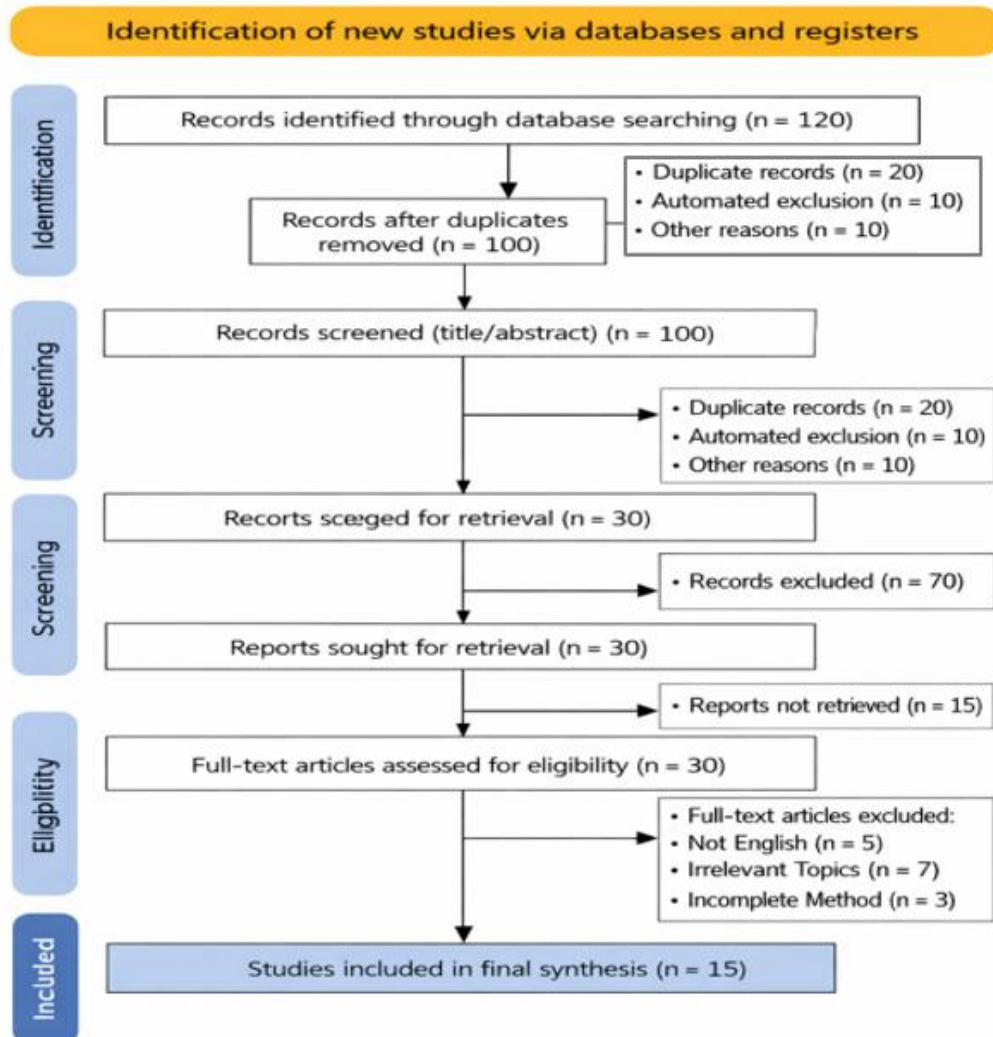 Identification of new studies via databases and registers
Identification
Records identified through database searching (n = 120)
• Duplicate records (n = 20)
• Automated exclusion (n = 10)
• Other reasons (n = 10)
Records after duplicates
removed (n = 100)
Screening
Records screened (title/abstract) (n = 100)
• Duplicate records (n = 20)
• Automated exclusion (n = 10)
• Other reasons (n = 10)
Screening
Recorts sceȩged for retrieval (n = 30)
• Records excluded (n = 70)
Reports sought for retrieval (n = 30)
• Reports not retrieved (n = 15)
Eligplitity
Full-text articles assessed for eligibility (n = 30)
• Full-text articles excluded:
• Not English (n = 5)
• Irrelevant Topics (n = 7)
• Incomplete Method (n = 3)
Included
Studies included in final synthesis (n = 15)